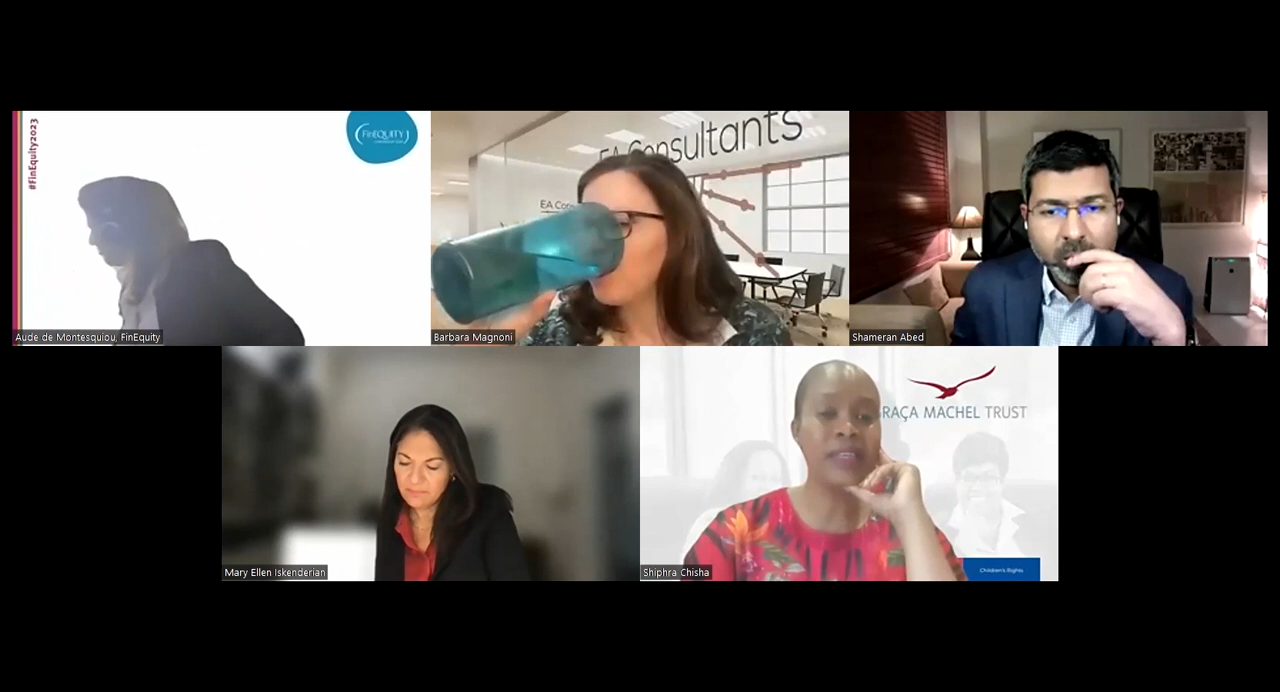 #FinEquity2023
FinEQUITY
Aude de Montesquiou, FinEquity
EA Consultants
EA Cons
Barbara Magnoni
Shameran Abed
Mary Ellen Iskenderian
RAÇA MACHEL TRUST
Children's Rights
Shiphra Chisha